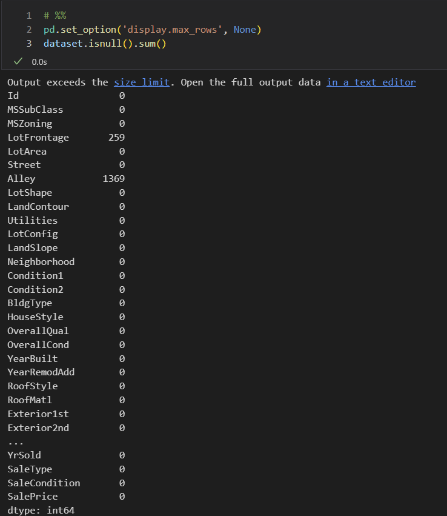 1 # %%
2 pd.set_option('display.max_rows', None)
3 dataset.isnull().sum()
0.0s
Output exceeds the size limit. Open the full output data in a text editor
Id 0
MSSubClass 0
MSZoning 0
LotFrontage 259
LotArea 0
Street 0
Alley 1369
LotShape 0
LandContour 0
Utilities 0
LotConfig 0
LandSlope 0
Neighborhood 0
Condition1 0
Condition2 0
BldgType 0
HouseStyle 0
OverallQual 0
OverallCond 0
YearBuilt 0
YearRemodAdd 0
RoofStyle 0
RoofMatl 0
Exterior1st 0
Exterior2nd 0
...
YrSold 0
SaleType 0
SaleCondition 0
SalePrice 0
dtype: int64